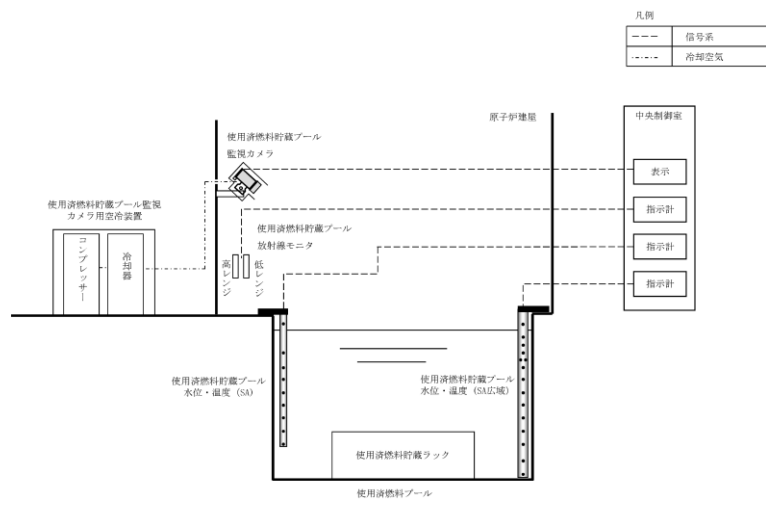 凡例
信号系
冷却空気
原子炉建屋
中央制御室
使用済燃料貯蔵プール
監視カメラ
表示
使用済燃料貯蔵プール監視
カメラ用空冷装置
指示計
使用済燃料貯蔵プール
放射線モニタ
コンプレッサー
冷却器
高レンジ
低レンジ
指示計
指示計
使用済燃料貯蔵プール
水位・温度 (SA)
使用済燃料貯蔵プール
水位・温度 (SA広域)
使用済燃料貯蔵ラック
使用済燃料プール